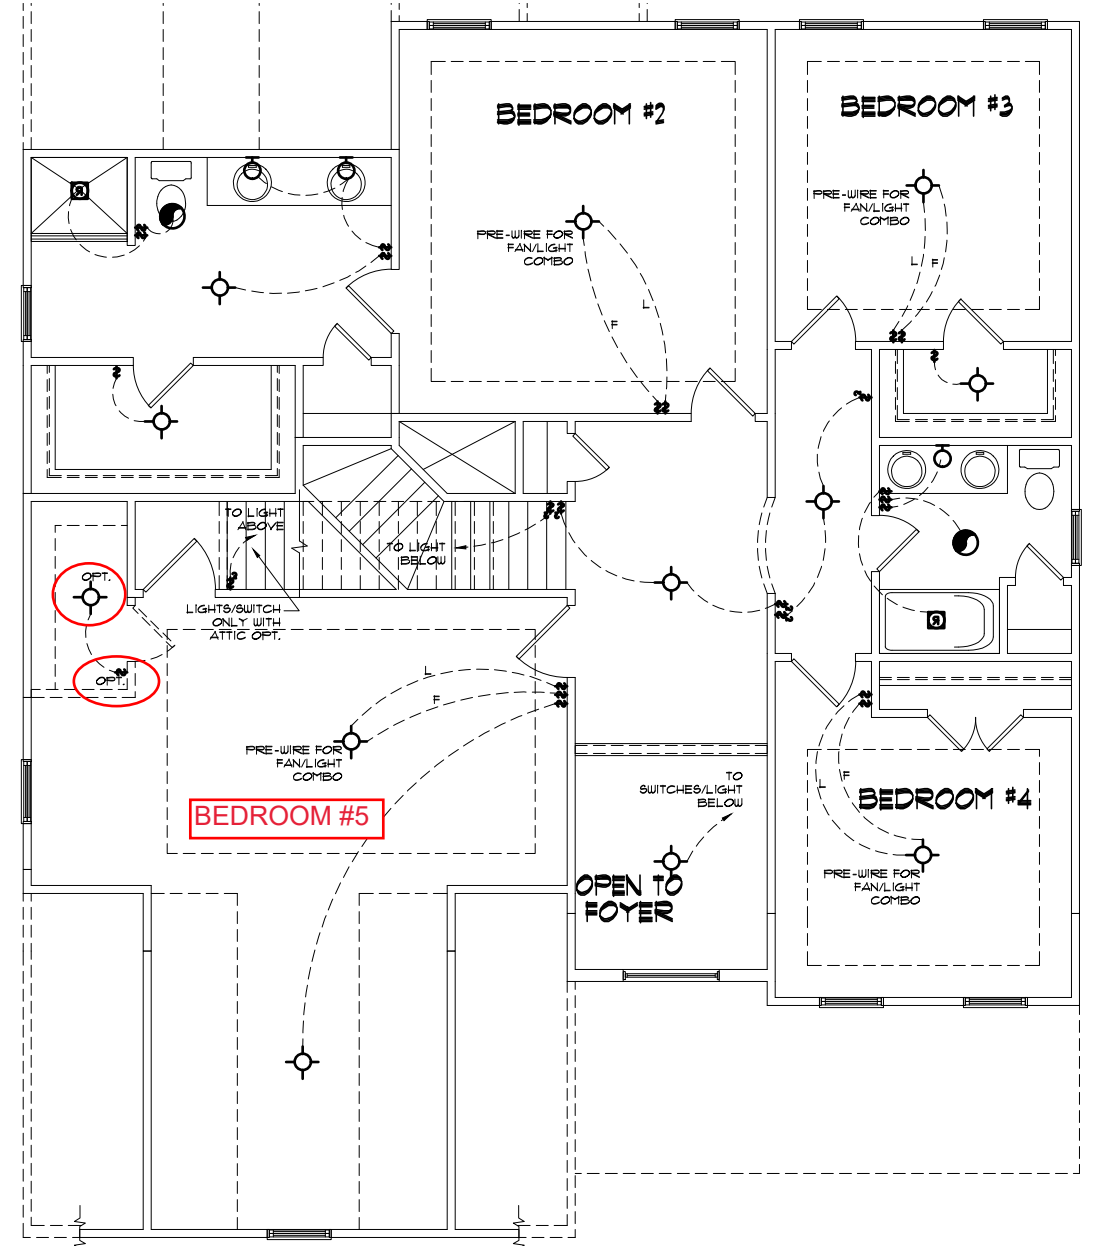 BEDROOM #2
BEDROOM #3
PRE-WIRE FOR
FAN/LIGHT
COMBO
L
F
PRE-WIRE FOR
FAN/LIGHT
COMBO
L
F
TO LIGHT
ABOVE
TO LIGHT
BELOW
OPT.
LIGHTS/SWITCH
ONLY WITH
ATTIC OPT.
OPT.
L
F
PRE-WIRE FOR
FAN/LIGHT
COMBO
BEDROOM #5
TO
SWITCHES/LIGHT
BELOW
OPEN TO
FOYER
F
L
BEDROOM #4
PRE-WIRE FOR
FAN/LIGHT
COMBO